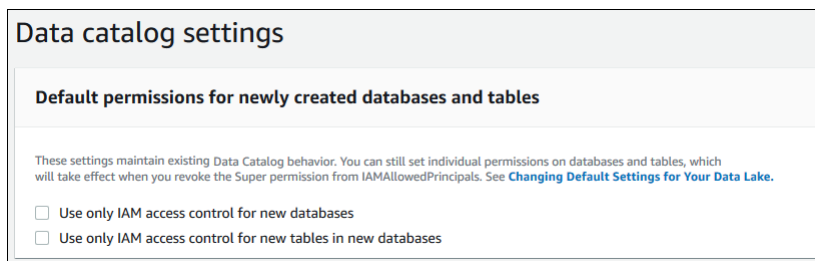 Data catalog settings
Default permissions for newly created databases and tables
These settings maintain existing Data Catalog behavior. You can still set individual permissions on databases and tables, which
will take effect when you revoke the Super permission from IAMAllowedPrincipals. See Changing Default Settings for Your Data Lake.
Use only IAM access control for new databases
Use only IAM access control for new tables in new databases